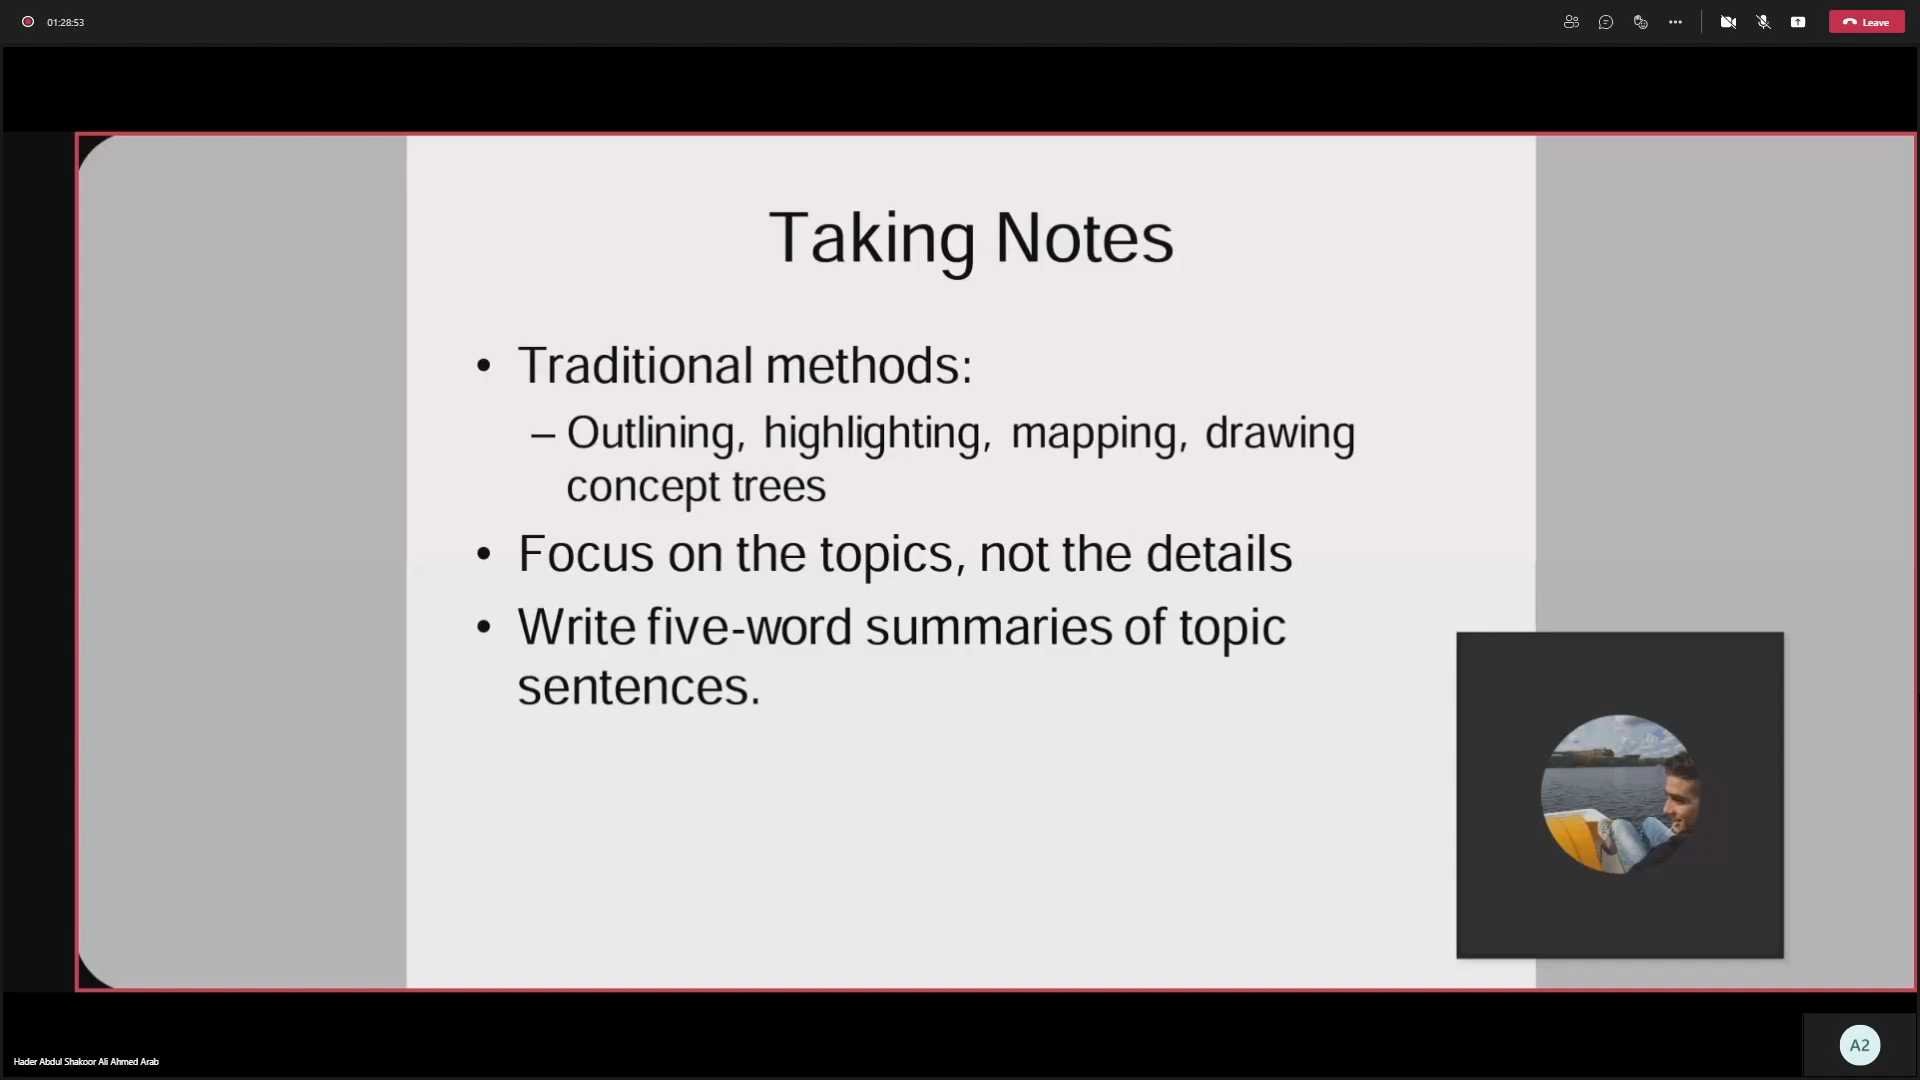 01:28:53
Leave
Taking Notes
• Traditional methods:
– Outlining, highlighting, mapping, drawing
concept trees
• Focus on the topics, not the details
• Write five-word summaries of topic
sentences.
Hader Abdul Shakoor Ali Ahmed Arab
A2